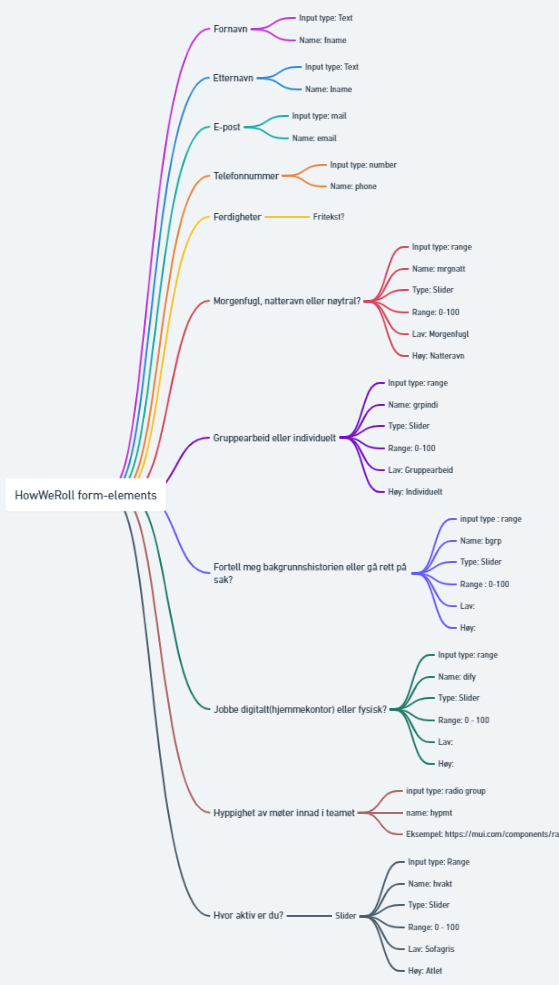 Fornavn
Input type: Text
Name: fname
Etternavn
Input type: Text
Name: lname
E-post
Input type: mail
Name: email
Telefonnummer
Input type: number
Name: phone
Ferdigheter
Fritekst?
Morgenfugl, natteravn eller nøytral?
Input type: range
Name: mrgnatt
Type: Slider
Range: 0-100
Lav: Morgenfugl
Høy: Natteravn
Gruppearbeid eller individuelt
Input type: range
Name: grpindi
Type: Slider
Range: 0-100
Lav: Gruppearbeid
Høy: Individuelt
HowWeRoll form-elements
Fortell meg bakgrunnshistorien eller gå rett på
sak?
input type : range
Name: bgrp
Type: Slider
Range : 0-100
Lav:
Høy:
Jobbe digitalt(hjemmekontor) eller fysisk?
Input type: range
Name: dify
Type: Slider
Range: 0 - 100
Lav:
Høy:
Hyppighet av møter innad i teamet
input type: radio group
name: hypmt
Eksempel: https://mui.com/components/ra
Hvor aktiv er du?
Slider
Input type: Range
Name: hvakt
Type: Slider
Range: 0 - 100
Lav: Sofagris
Høy: Atlet